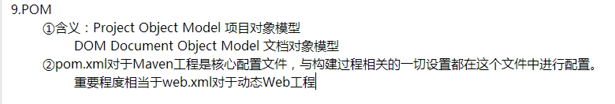 9.POM
①含义：Project Object Model 项目对象模型
DOM Document Object Model 文档对象模型
②pom.xml对于Maven工程是核心配置文件，与构建过程相关的一切设置都在这个文件中进行配置。
重要程度相当于web.xml对于动态Web工程